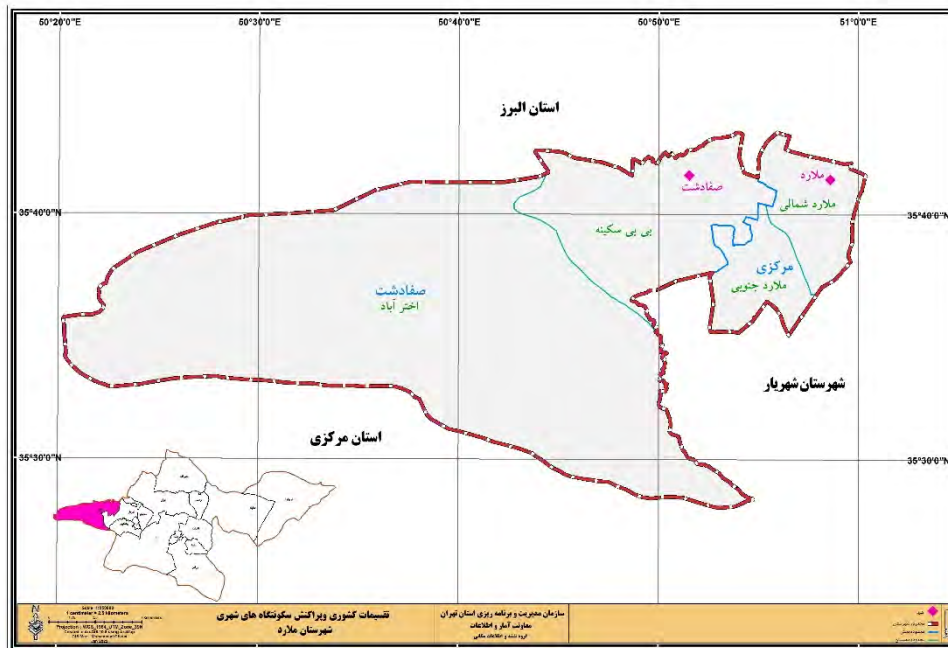 50°20'0"E 50°30'0"E 50°40'0"E 50°50'0"E 51°0'0"E
استان البرز
ملارد
صفادشت
35°40'0"N 35°40'0"N
ملارد شمالی
بی بی سکینه
مرکزی
ملارد جنوبی
صفادشت
اختر آباد
شهرستان شهریار
استان مرکزی
35°30'0"N 35°30'0"N
سازمان مدیریت و برنامه ریزی استان تهران
معاونت آمار و اطلاعات
تقسیمات کشوری وپراکنش سکونتگاه های شهری
شهرستان ملارد